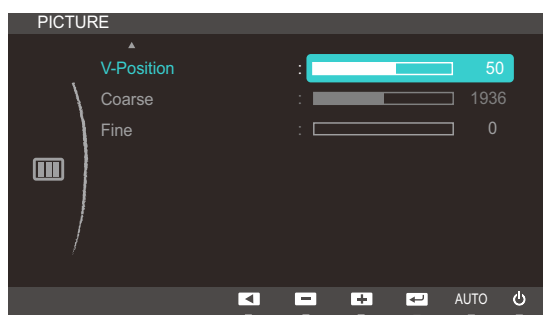 PICTURE
V-Position : 50
Coarse : 1936
Fine : 0
AUTO